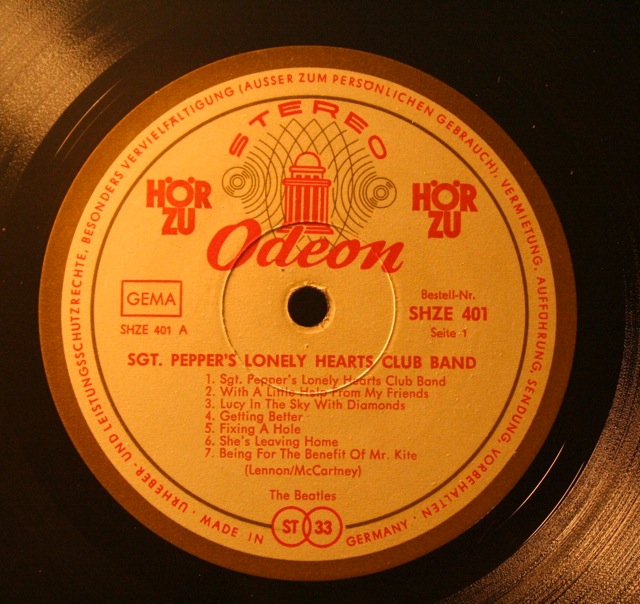 URHEBER- UND LEISTUNGSSCHUTZRECHTE, BESONDERS VERVIELFÄLTIGUNG (AUSSER ZUM PERSÖNLICHEN GEBRAUCH), VERMIETUNG, AUFFÜHRUNG, SENDUNG, VORBEHALTEN ·
STEREO
HÖR ZU
HÖR ZU
Odeon
GEMA
SHZE 401 A
Bestell-Nr.
SHZE 401
Seite 1
SGT. PEPPER'S LONELY HEARTS CLUB BAND
1. Sgt. Pepper's Lonely Hearts Club Band
2. With A Little Help From My Friends
3. Lucy In The Sky With Diamonds
4. Getting Better
5. Fixing A Hole
6. She's Leaving Home
7. Being For The Benefit Of Mr. Kite
(Lennon/McCartney)
The Beatles
MADE IN
ST 33
GERMANY ·